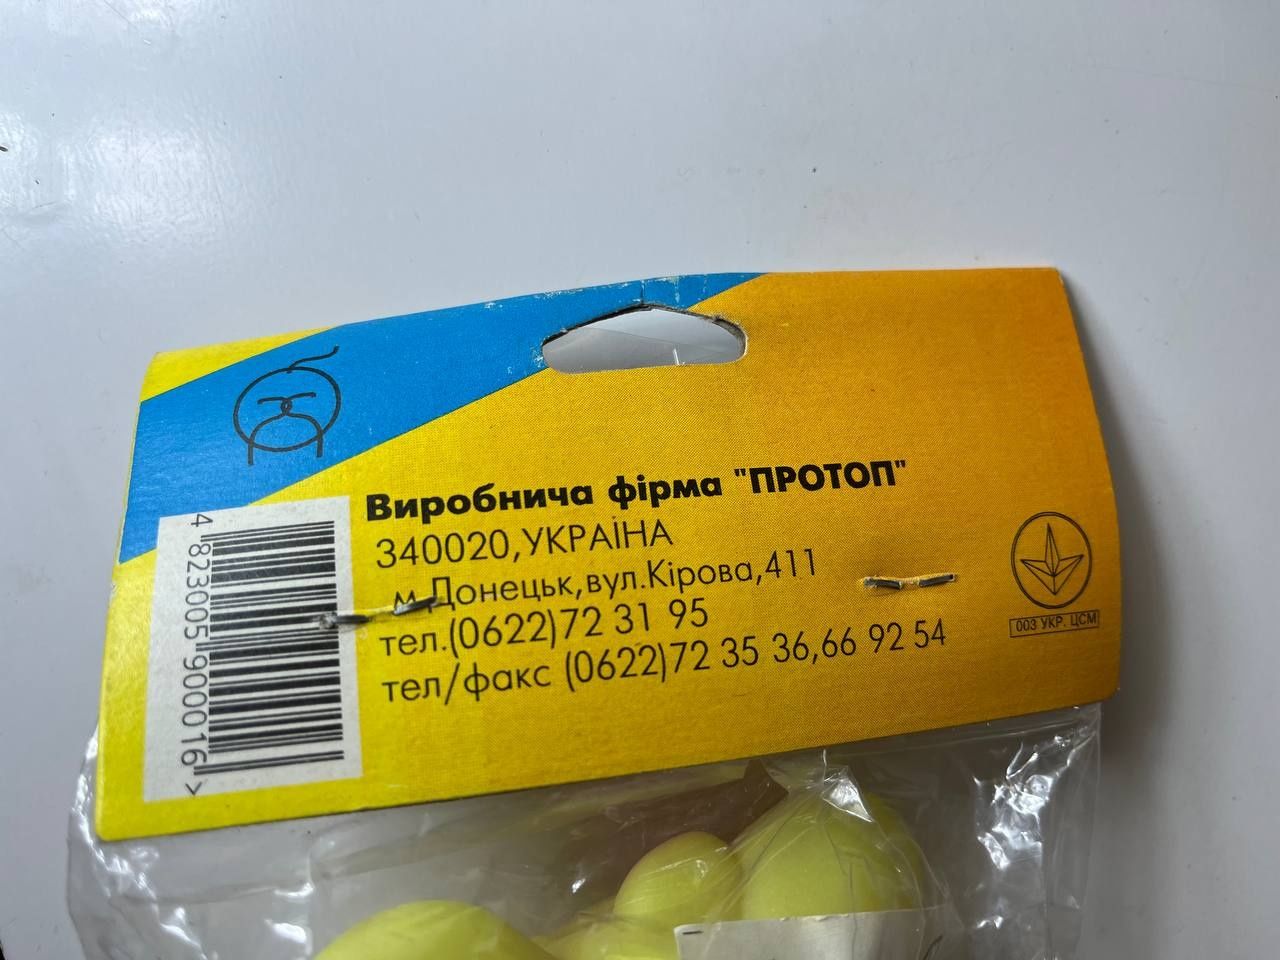 Виробнича фірма "ПРОТОП"
340020,УКРАЇНА
м.Донецьк,вул.Кірова,411
тел.(0622)72 31 95
тел/факс (0622)72 35 36,66 92 54
4 823005 900016 >
003 УКР. ЦСМ